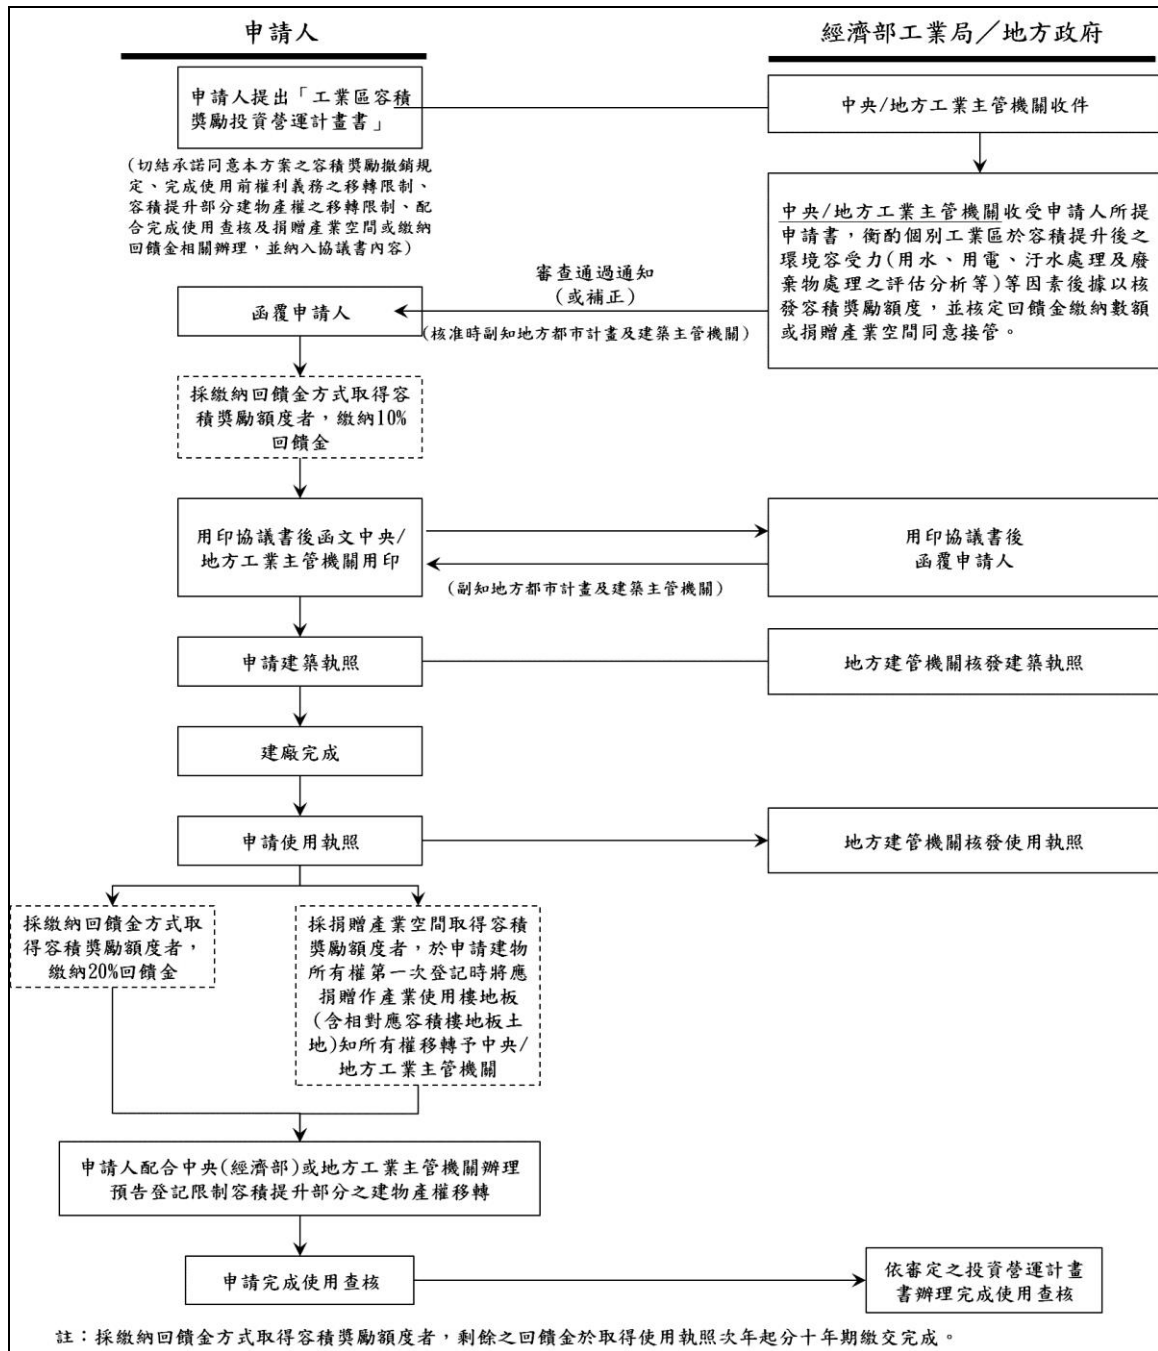 申請人
經濟部工業局／地方政府
申請人提出「工業區容積
獎勵投資營運計畫書」
中央/地方工業主管機關收件
(切結承諾同意本方案之容積獎勵撤銷規
定、完成使用前權利義務之移轉限制、
容積提升部分建物產權之移轉限制、配
合完成使用查核及捐贈產業空間或繳納
回饋金相關辦理，並納入協議書內容)
中央/地方工業主管機關收受申請人所提
申請書，衡酌個別工業區於容積提升後之
環境容受力(用水、用電、汙水處理及廢
棄物處理之評估分析等)等因素後據以核
發容積獎勵額度，並核定回饋金繳納數額
或捐贈產業空間同意接管。
審查通過通知
(或補正)
(核准時副知地方都市計畫及建築主管機關)
函覆申請人
採繳納回饋金方式取得容
積獎勵額度者，繳納10%
回饋金
用印協議書後函文中央/
地方工業主管機關用印
用印協議書後
函覆申請人
(副知地方都市計畫及建築主管機關)
申請建築執照
地方建管機關核發建築執照
建廠完成
申請使用執照
地方建管機關核發使用執照
採繳納回饋金方式取
得容積獎勵額度者，
繳納20%回饋金
採捐贈產業空間取得容積
獎勵額度者，於申請建物
所有權第一次登記時將應
捐贈作產業使用樓地板
(含相對應容積樓地板土
地)知所有權移轉予中央/
地方工業主管機關
申請人配合中央(經濟部)或地方工業主管機關辦理
預告登記限制容積提升部分之建物產權移轉
申請完成使用查核
依審定之投資營運計畫
書辦理完成使用查核
註：採繳納回饋金方式取得容積獎勵額度者，剩餘之回饋金於取得使用執照次年起分十年期繳交完成。